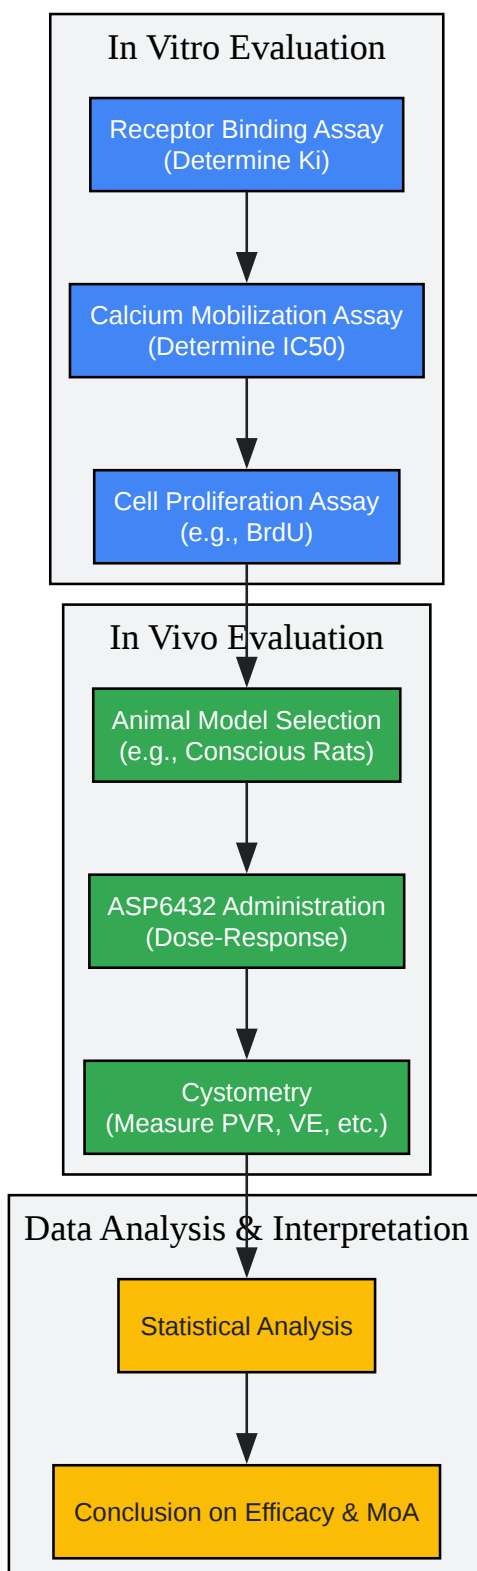 In Vitro Evaluation
Receptor Binding Assay
(Determine Ki)
Calcium Mobilization Assay
(Determine IC50)
Cell Proliferation Assay
(e.g., BrdU)
In Vivo Evaluation
Animal Model Selection
(e.g., Conscious Rats)
ASP6432 Administration
(Dose-Response)
Cystometry
(Measure PVR, VE, etc.)
Data Analysis & Interpretation
Statistical Analysis
Conclusion on Efficacy & MoA